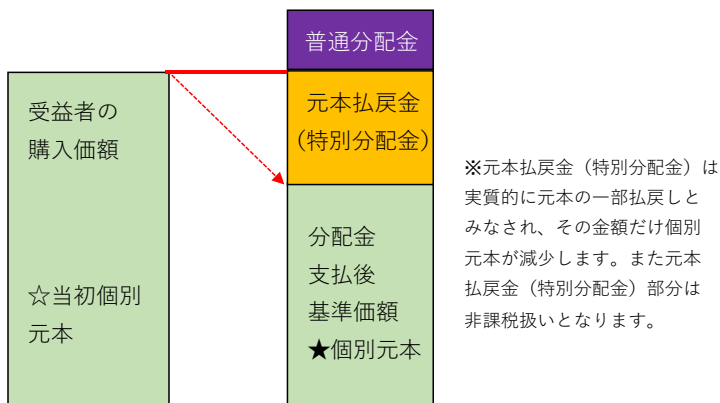 普通分配金
受益者の
購入価額
☆当初個別
元本
元本払戻金
（特別分配金）
分配金
支払後
基準価額
★個別元本
※元本払戻金（特別分配金）は
実質的に元本の一部払戻しと
みなされ、その金額だけ個別
元本が減少します。また元本
払戻金（特別分配金）部分は
非課税扱いとなります。